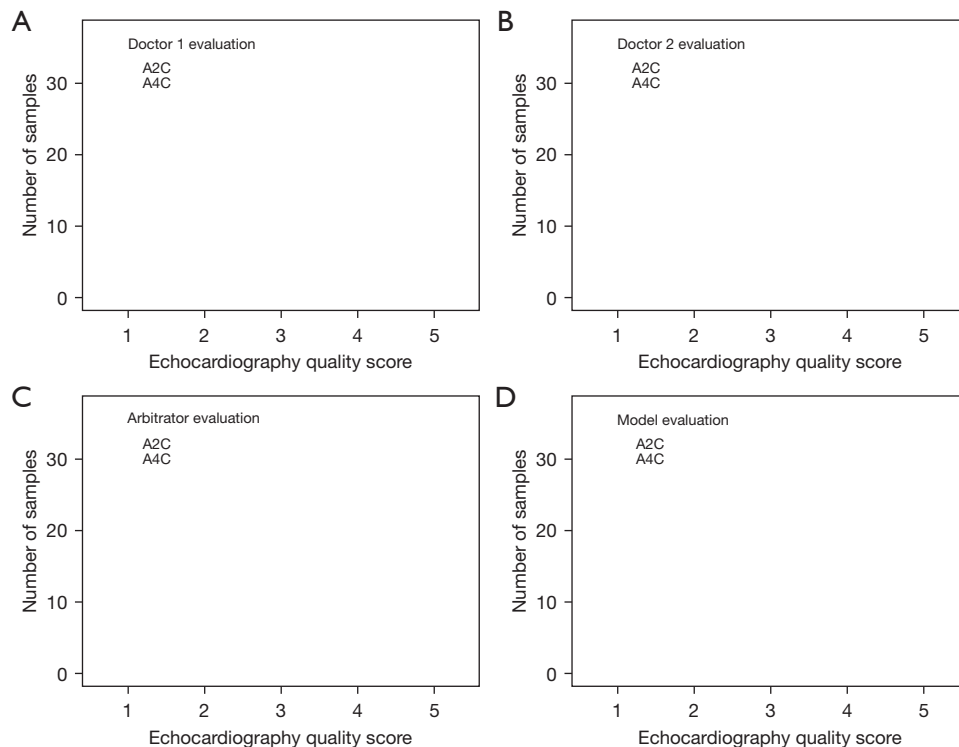 A
Doctor 1 evaluation
A2C
A4C
30
20
10
0
Number of samples
1 2 3 4 5
Echocardiography quality score
B
Doctor 2 evaluation
A2C
A4C
30
20
10
0
Number of samples
1 2 3 4 5
Echocardiography quality score
C
Arbitrator evaluation
A2C
A4C
30
20
10
0
Number of samples
1 2 3 4 5
Echocardiography quality score
D
Model evaluation
A2C
A4C
30
20
10
0
Number of samples
1 2 3 4 5
Echocardiography quality score